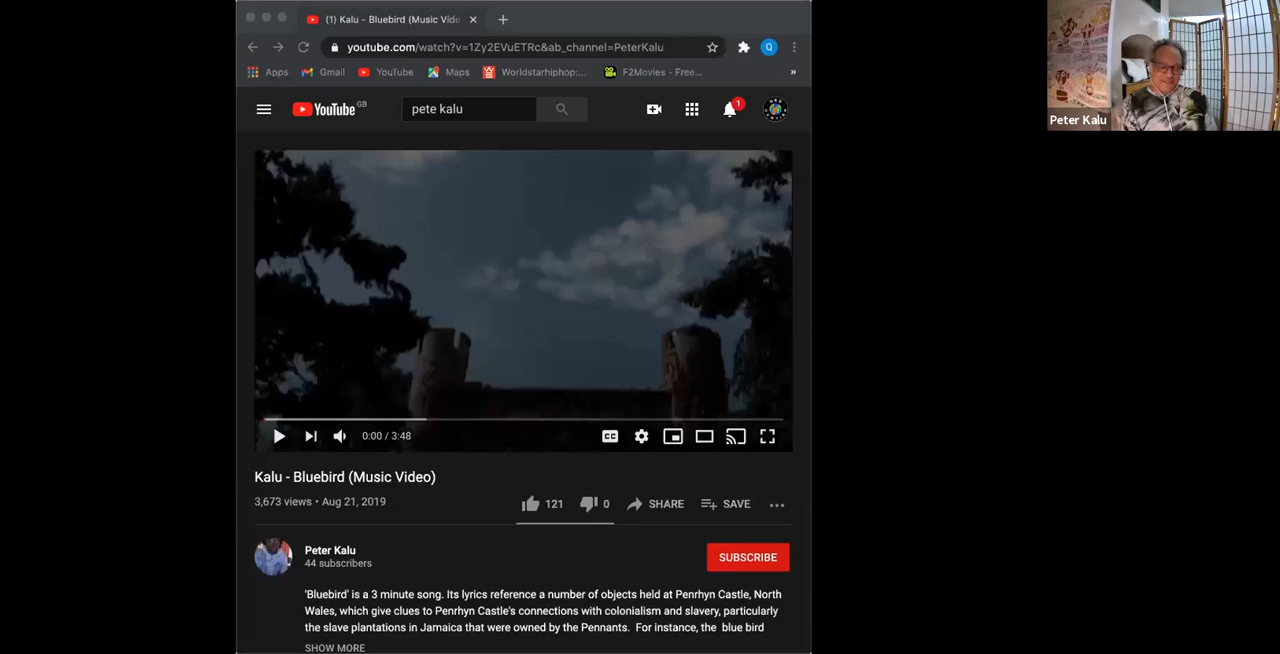 (1) Kalu - Bluebird (Music Vide
youtube.com/watch?v=1Zy2EVuETRc&ab_channel=PeterKalu
Q
Apps Gmail YouTube Maps Worldstarhiphop:... F2Movies - Free... »
YouTube GB
pete kalu
1
0:00 / 3:48
CC
Kalu - Bluebird (Music Video)
3,673 views • Aug 21, 2019
121 0 SHARE SAVE
Peter Kalu
44 subscribers
SUBSCRIBE
'Bluebird' is a 3 minute song. Its lyrics reference a number of objects held at Penrhyn Castle, North
Wales, which give clues to Penrhyn Castle's connections with colonialism and slavery, particularly
the slave plantations in Jamaica that were owned by the Pennants.  For instance, the  blue bird
SHOW MORE
Peter Kalu